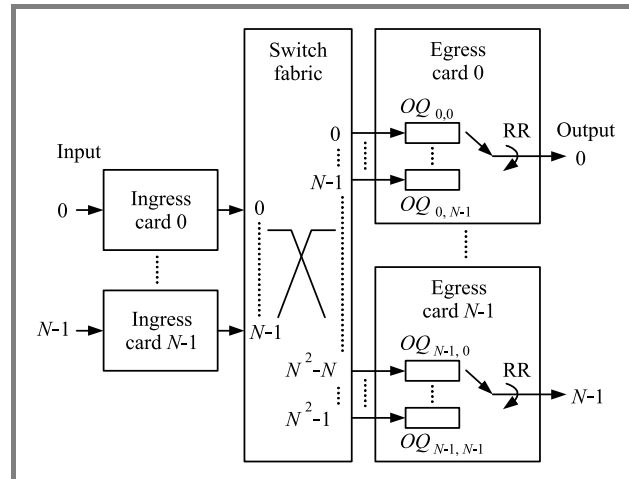 Switch
fabric
Egress
card 0
OQ 0,0
RR
Output
0
0
N-1
OQ 0, N-1
Input
0
Ingress
card 0
0
N-1
Ingress
card N-1
N-1
Egress
card N-1
N²-N
OQ N-1, 0
RR
N-1
N²-1
OQ N-1, N-1